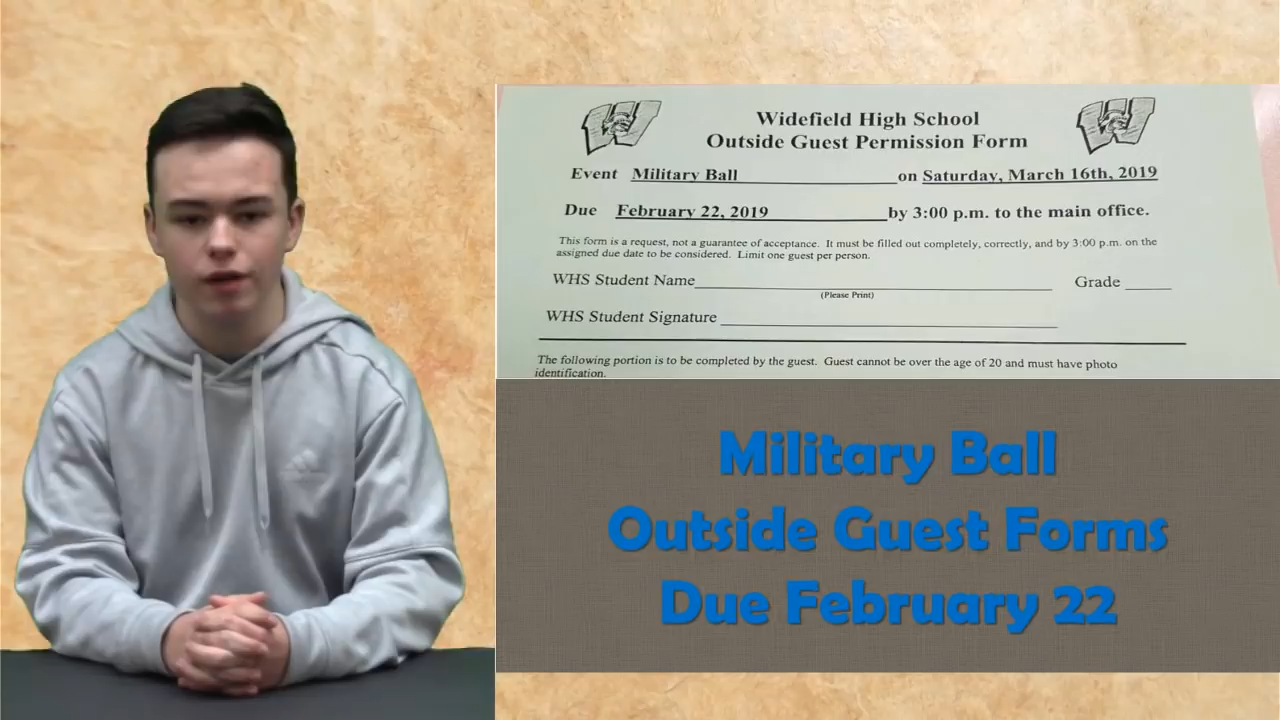 Widefield High School
Outside Guest Permission Form
Event Military Ball on Saturday, March 16th, 2019
Due February 22, 2019 by 3:00 p.m. to the main office.
This form is a request, not a guarantee of acceptance. It must be filled out completely, correctly, and by 3:00 p.m. on the
assigned due date to be considered. Limit one guest per person.
WHS Student Name Grade
(Please Print)
WHS Student Signature
The following portion is to be completed by the guest. Guest cannot be over the age of 20 and must have photo
identification.
Military Ball
Outside Guest Forms
Due February 22